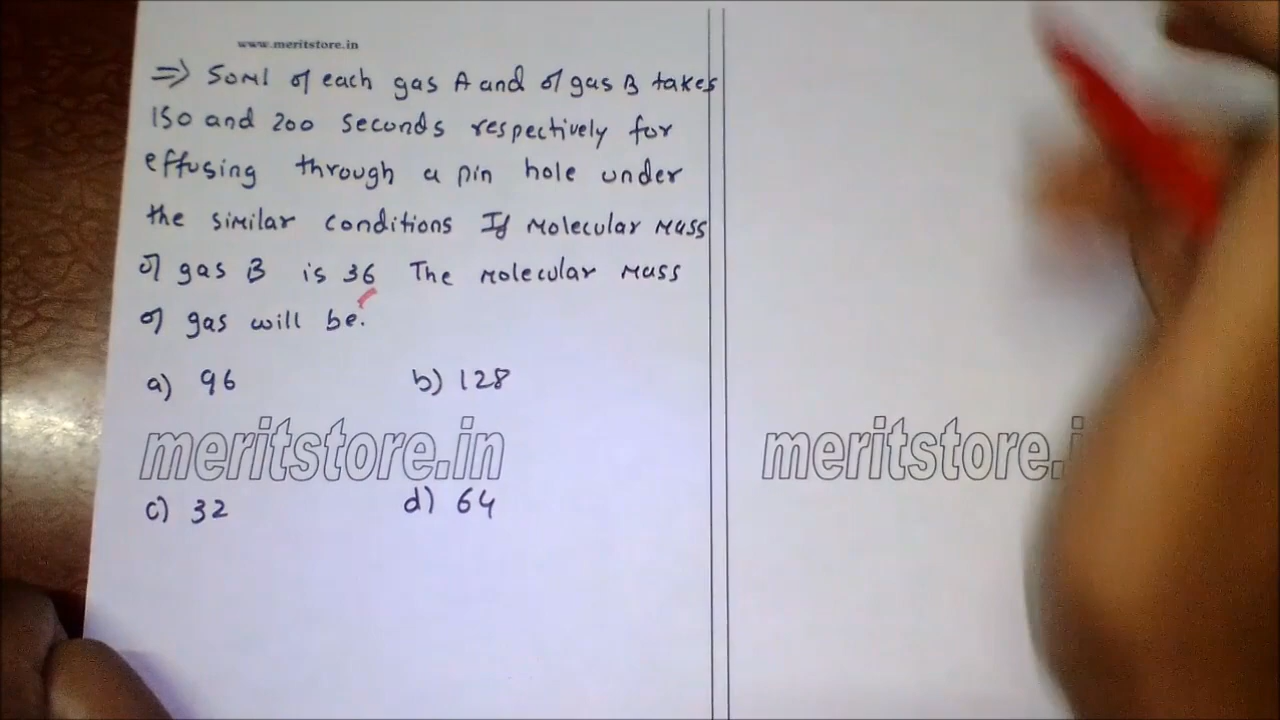 www.meritstore.in
⇒ 50ml of each gas A and of gas B takes
150 and 200 seconds respectively for
effusing through a pin hole under
the similar conditions If molecular mass
of gas B is 36 The molecular mass
of gas will be.
a) 96 b) 128
meritstore.in meritstore.i
c) 32 d) 64